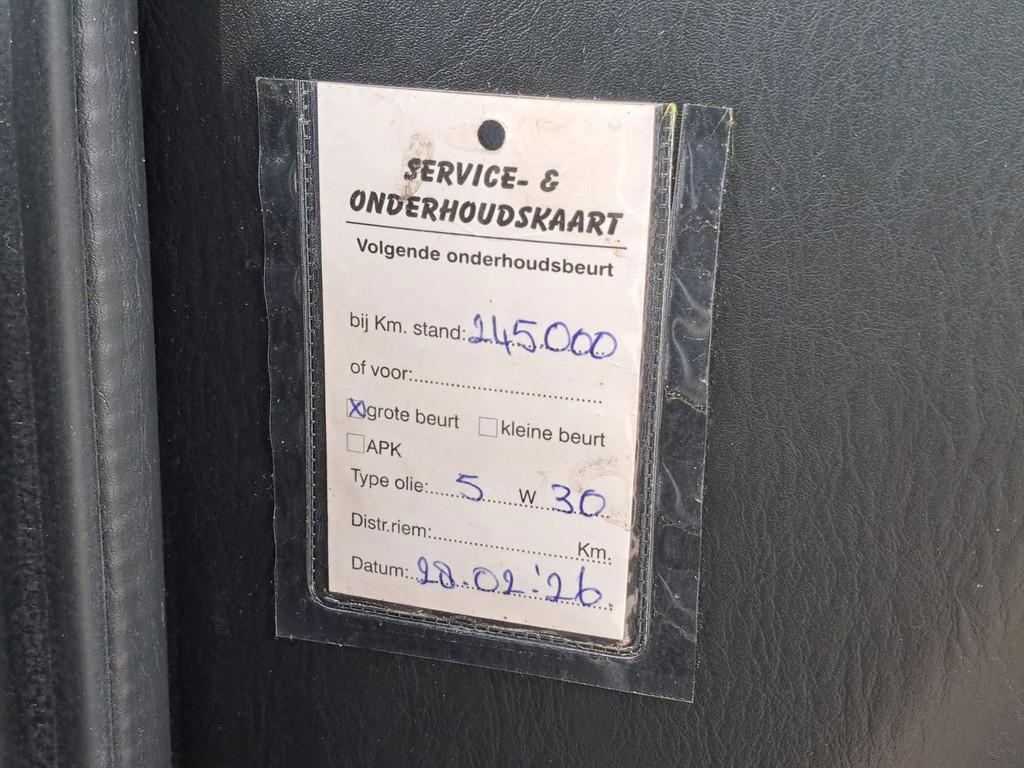 SERVICE- &
ONDERHOUDSKAART
Volgende onderhoudsbeurt
bij Km. stand: 245.000
of voor:
☒ grote beurt ☐ kleine beurt
☐ APK
Type olie: 5 W 30
Distr.riem: Km.
Datum: 28.02.'26.